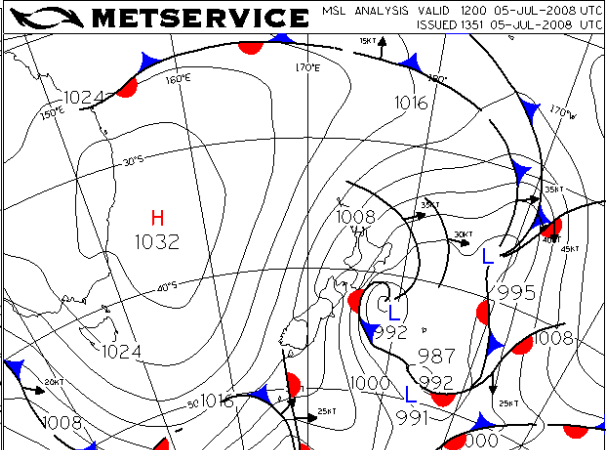 METSERVICE
MSL ANALYSIS VALID 1200 05-JUL-2008 UTC
ISSUED 1351 05-JUL-2008 UTC
15KT
170°E
160°E
180°
1024
1016
150°E
170°W
30°S
35KT
1008
35KT
H
1032
30KT
40KT
45KT
L
40°S
995
L
992
1008
1024
987
20KT
1000
992
50
1016
L
991
25KT
25KT
1008
000